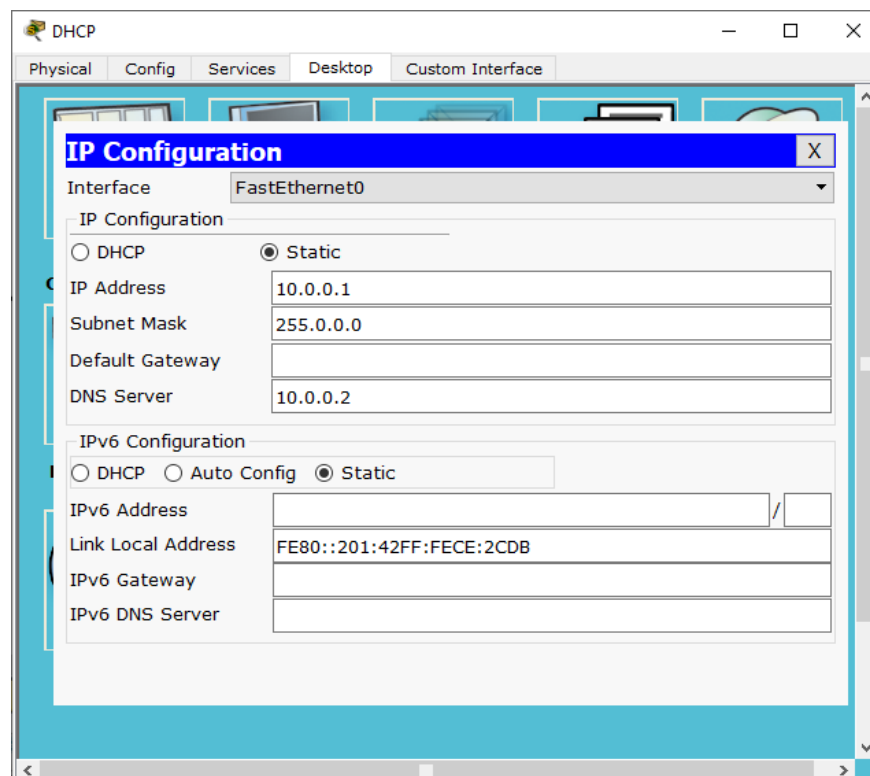 DHCP
Physical Config Services Desktop Custom Interface
IP Configuration X
Interface FastEthernet0
IP Configuration
DHCP Static
IP Address 10.0.0.1
Subnet Mask 255.0.0.0
Default Gateway
DNS Server 10.0.0.2
IPv6 Configuration
DHCP Auto Config Static
IPv6 Address /
Link Local Address FE80::201:42FF:FECE:2CDB
IPv6 Gateway
IPv6 DNS Server